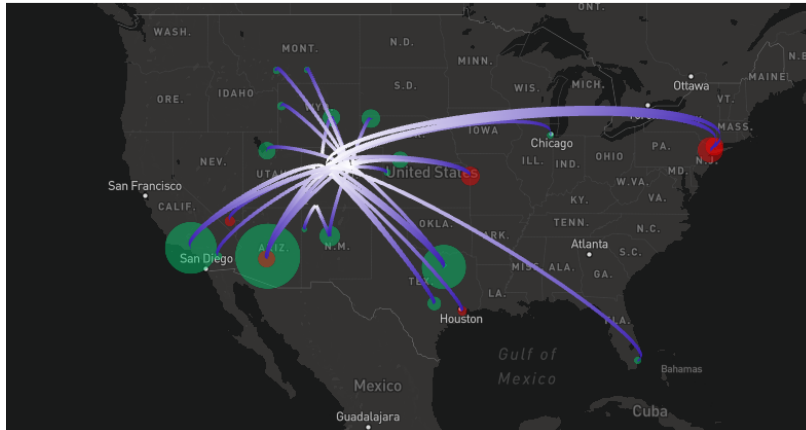 ONT.
WASH.
MONT.
N.D.
MINN.
Ottawa
MAINE
N.B.
ORE.
IDAHO
S.D.
WIS.
MICH.
VT.
WYO.
MASS.
IOWA
Chicago
NEV.
UTAH
ILL.
IND.
OHIO
PA.
N.J.
San Francisco
United States
MD.
CALIF.
KY.
W.VA.
VA.
OKLA.
TENN.
N.C.
San Diego
ARIZ.
N.M.
ARK.
Atlanta
S.C.
TEX.
MISS.
ALA.
GA.
LA.
Houston
FLA.
Gulf of
Mexico
Bahamas
Mexico
Cuba
Guadalajara